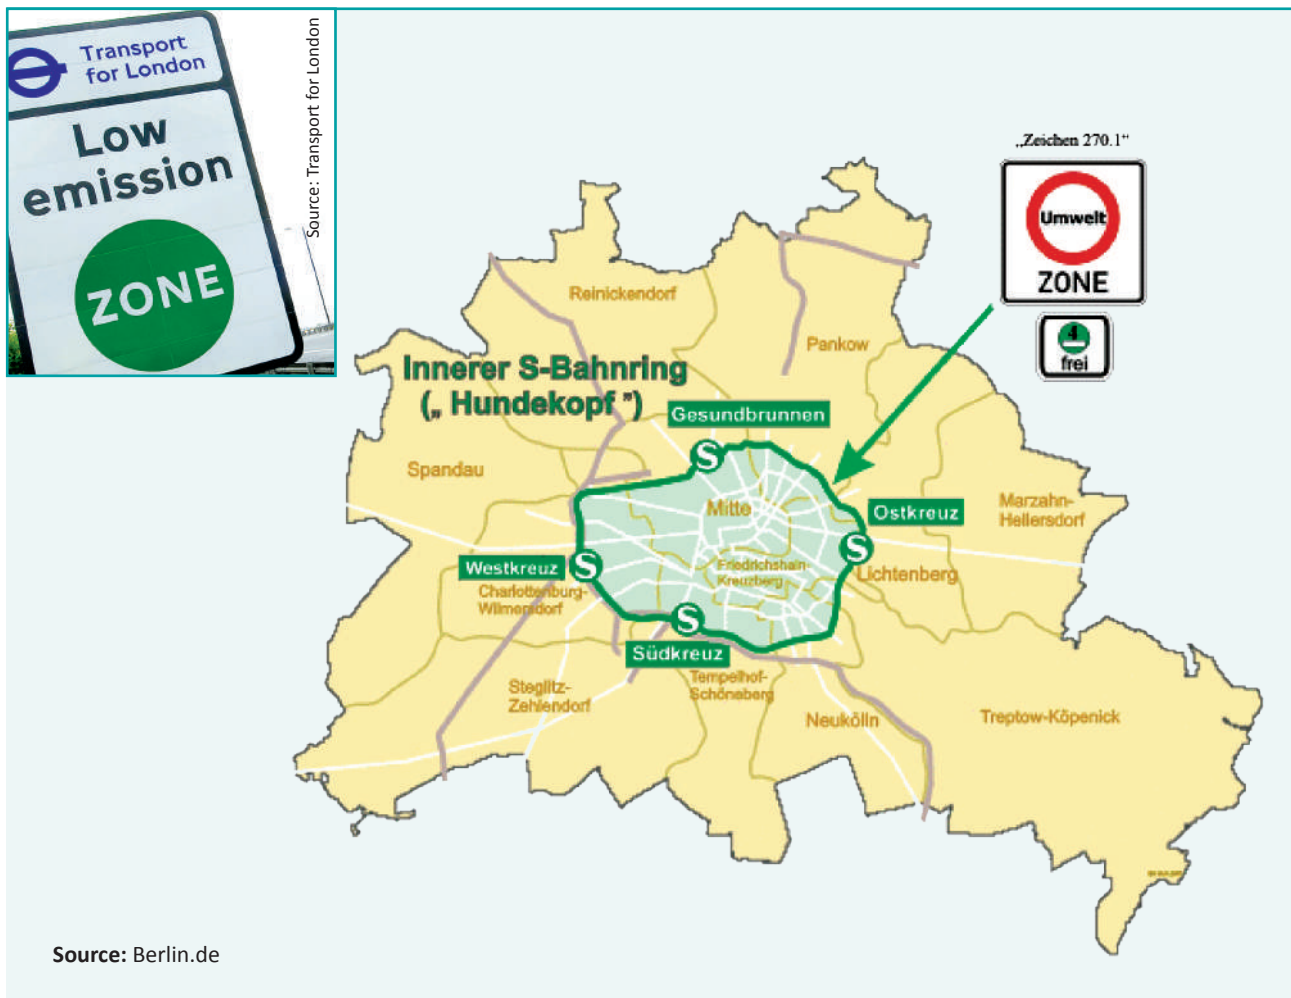 Transport
for London
Low
emission
ZONE
Source: Transport for London
„Zeichen 270.1“
Umwelt
ZONE
4
frei
Reinickendorf
Pankow
Innerer S-Bahnring
(„ Hundekopf ”)
Gesundbrunnen
S
Spandau
Mitte
Ostkreuz
Marzahn-
Hellersdorf
S
Westkreuz
S
Friedrichshain-
Kreuzberg
Lichtenberg
Charlottenburg-
Wilmersdorf
S
Südkreuz
Steglitz-
Zehlendorf
Tempelhof-
Schöneberg
Neukölln
Treptow-Köpenick
Source: Berlin.de